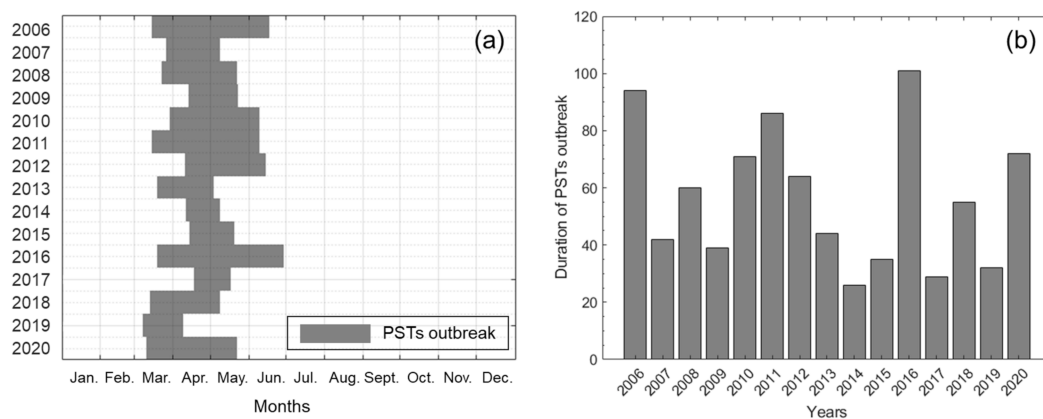 (a)
2006
2007
2008
2009
2010
2011
2012
2013
2014
2015
2016
2017
2018
2019
2020
PSTs outbreak
Jan. Feb. Mar. Apr. May. Jun. Jul. Aug. Sept. Oct. Nov. Dec.
Months
(b)
Duration of PSTs outbreak
120
100
80
60
40
20
0
2006 2007 2008 2009 2010 2011 2012 2013 2014 2015 2016 2017 2018 2019 2020
Years